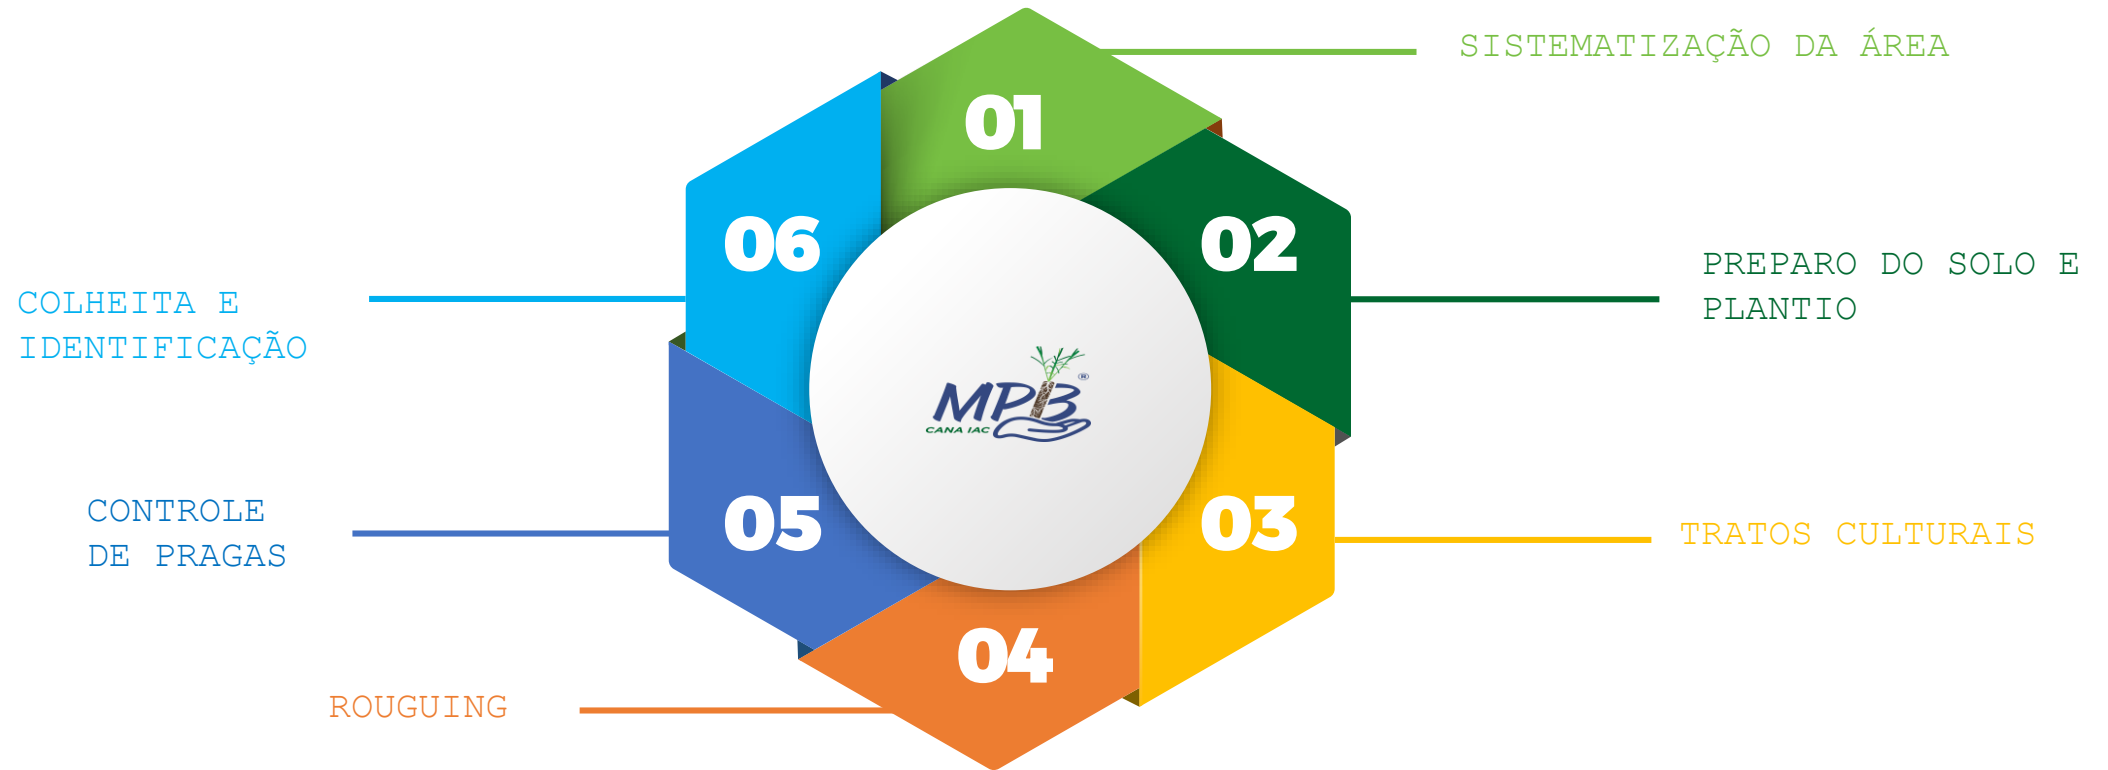 01
SISTEMATIZAÇÃO DA ÁREA
02
PREPARO DO SOLO E
PLANTIO
03
TRATOS CULTURAIS
04
ROUGUING
05
CONTROLE
DE PRAGAS
06
COLHEITA E
IDENTIFICAÇÃO
MPB®
CANA IAC